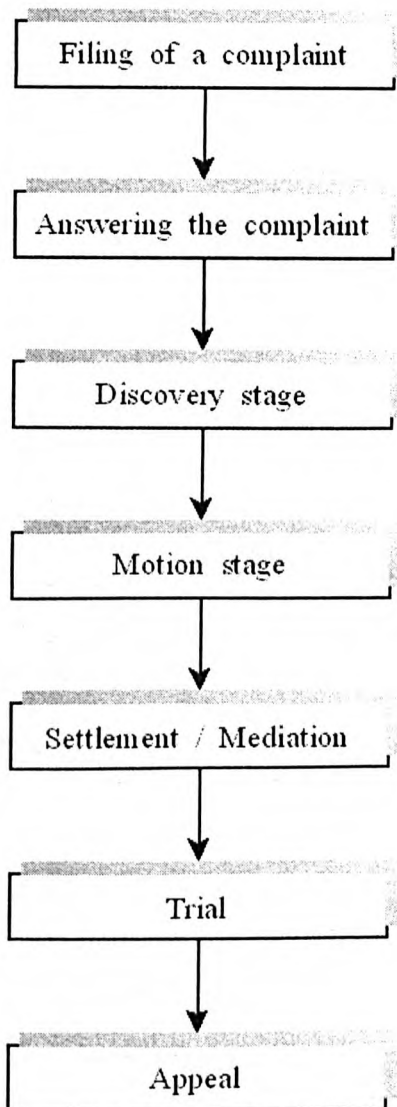 Filing of a complaint
Answering the complaint
Discovery stage
Motion stage
Settlement / Mediation
Trial
Appeal